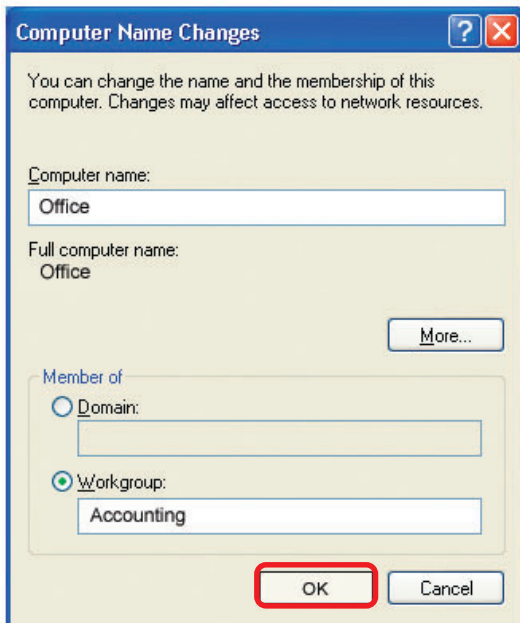 Computer Name Changes
?
You can change the name and the membership of this
computer. Changes may affect access to network resources.
Computer name:
Office
Full computer name:
Office
More...
Member of
Domain:
Workgroup:
Accounting
OK Cancel